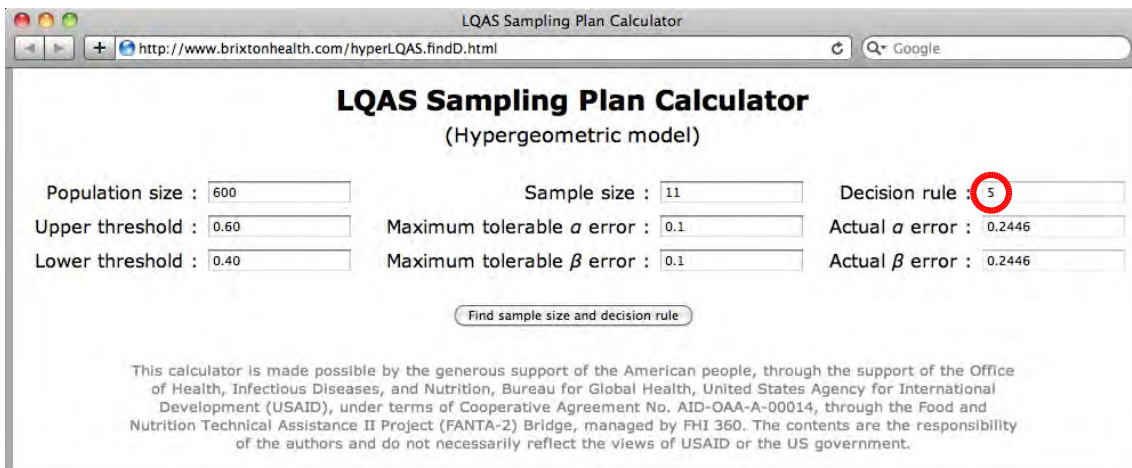 LQAS Sampling Plan Calculator
+ http://www.brixtonhealth.com/hyperLQAS.findD.html Google
LQAS Sampling Plan Calculator
(Hypergeometric model)
Population size : 600 Sample size : 11 Decision rule : 5
Upper threshold : 0.60 Maximum tolerable α error : 0.1 Actual α error : 0.2446
Lower threshold : 0.40 Maximum tolerable β error : 0.1 Actual β error : 0.2446
Find sample size and decision rule
This calculator is made possible by the generous support of the American people, through the support of the Office
of Health, Infectious Diseases, and Nutrition, Bureau for Global Health, United States Agency for International
Development (USAID), under terms of Cooperative Agreement No. AID-OAA-A-00014, through the Food and
Nutrition Technical Assistance II Project (FANTA-2) Bridge, managed by FHI 360. The contents are the responsibility
of the authors and do not necessarily reflect the views of USAID or the US government.